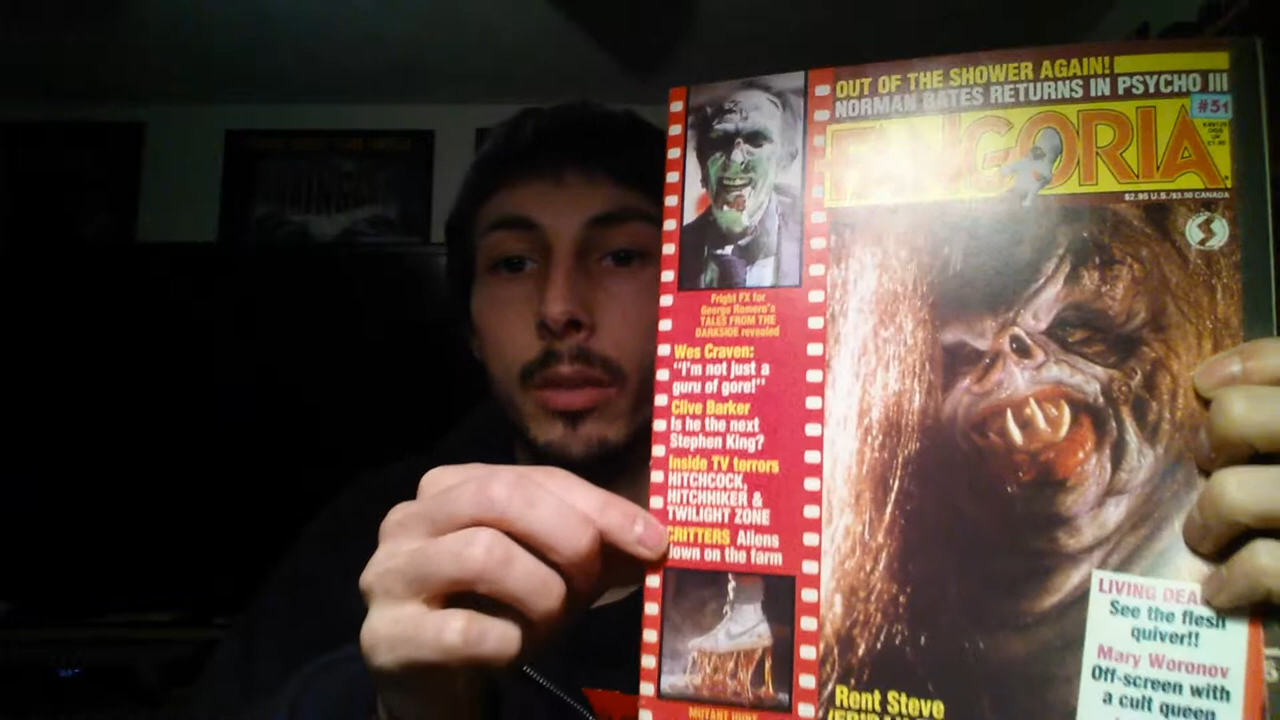 OUT OF THE SHOWER AGAIN!
NORMAN BATES RETURNS IN PSYCHO III
#51
FANGORIA
$2.95 U.S./$3.50 CANADA
Fright FX for
George Romero's
TALES FROM THE
DARKSIDE revealed
Wes Craven:
"I'm not just a
guru of gore!"
Clive Barker
Is he the next
Stephen King?
Inside TV terrors
HITCHCOCK,
HITCHHIKER &
TWILIGHT ZONE
CRITTERS Aliens
down on the farm
LIVING DEA
See the flesh
quiver!!
Mary Woronov
Off-screen with
a cult queen
Rent Steve